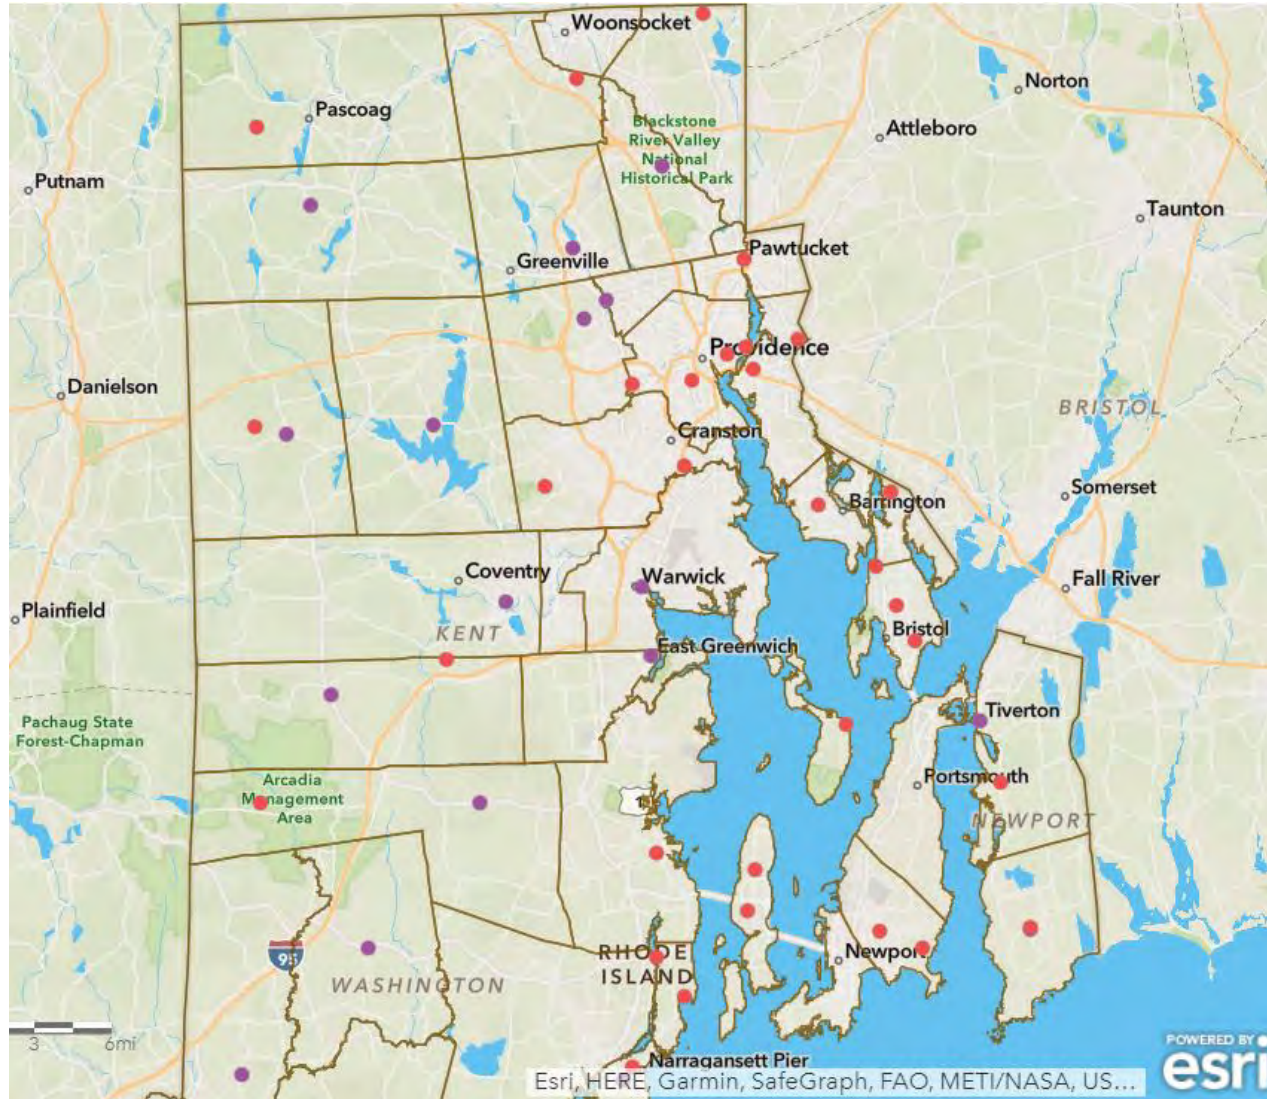 Woonsocket
Norton
Pascoag
Blackstone
River Valley
National
Historical Park
Attleboro
Putnam
Taunton
Greenville
Pawtucket
Providence
Danielson
BRISTOL
Cranston
Barrington
Somerset
Coventry
Warwick
Fall River
Plainfield
KENT
Bristol
East Greenwich
Pachaug State
Forest-Chapman
Tiverton
Arcadia
Management
Area
Portsmouth
1
NEWPORT
95
RHODE
ISLAND
Newport
WASHINGTON
3 6mi
Narragansett Pier
Esri, HERE, Garmin, SafeGraph, FAO, METI/NASA, US...
POWERED BY
esri